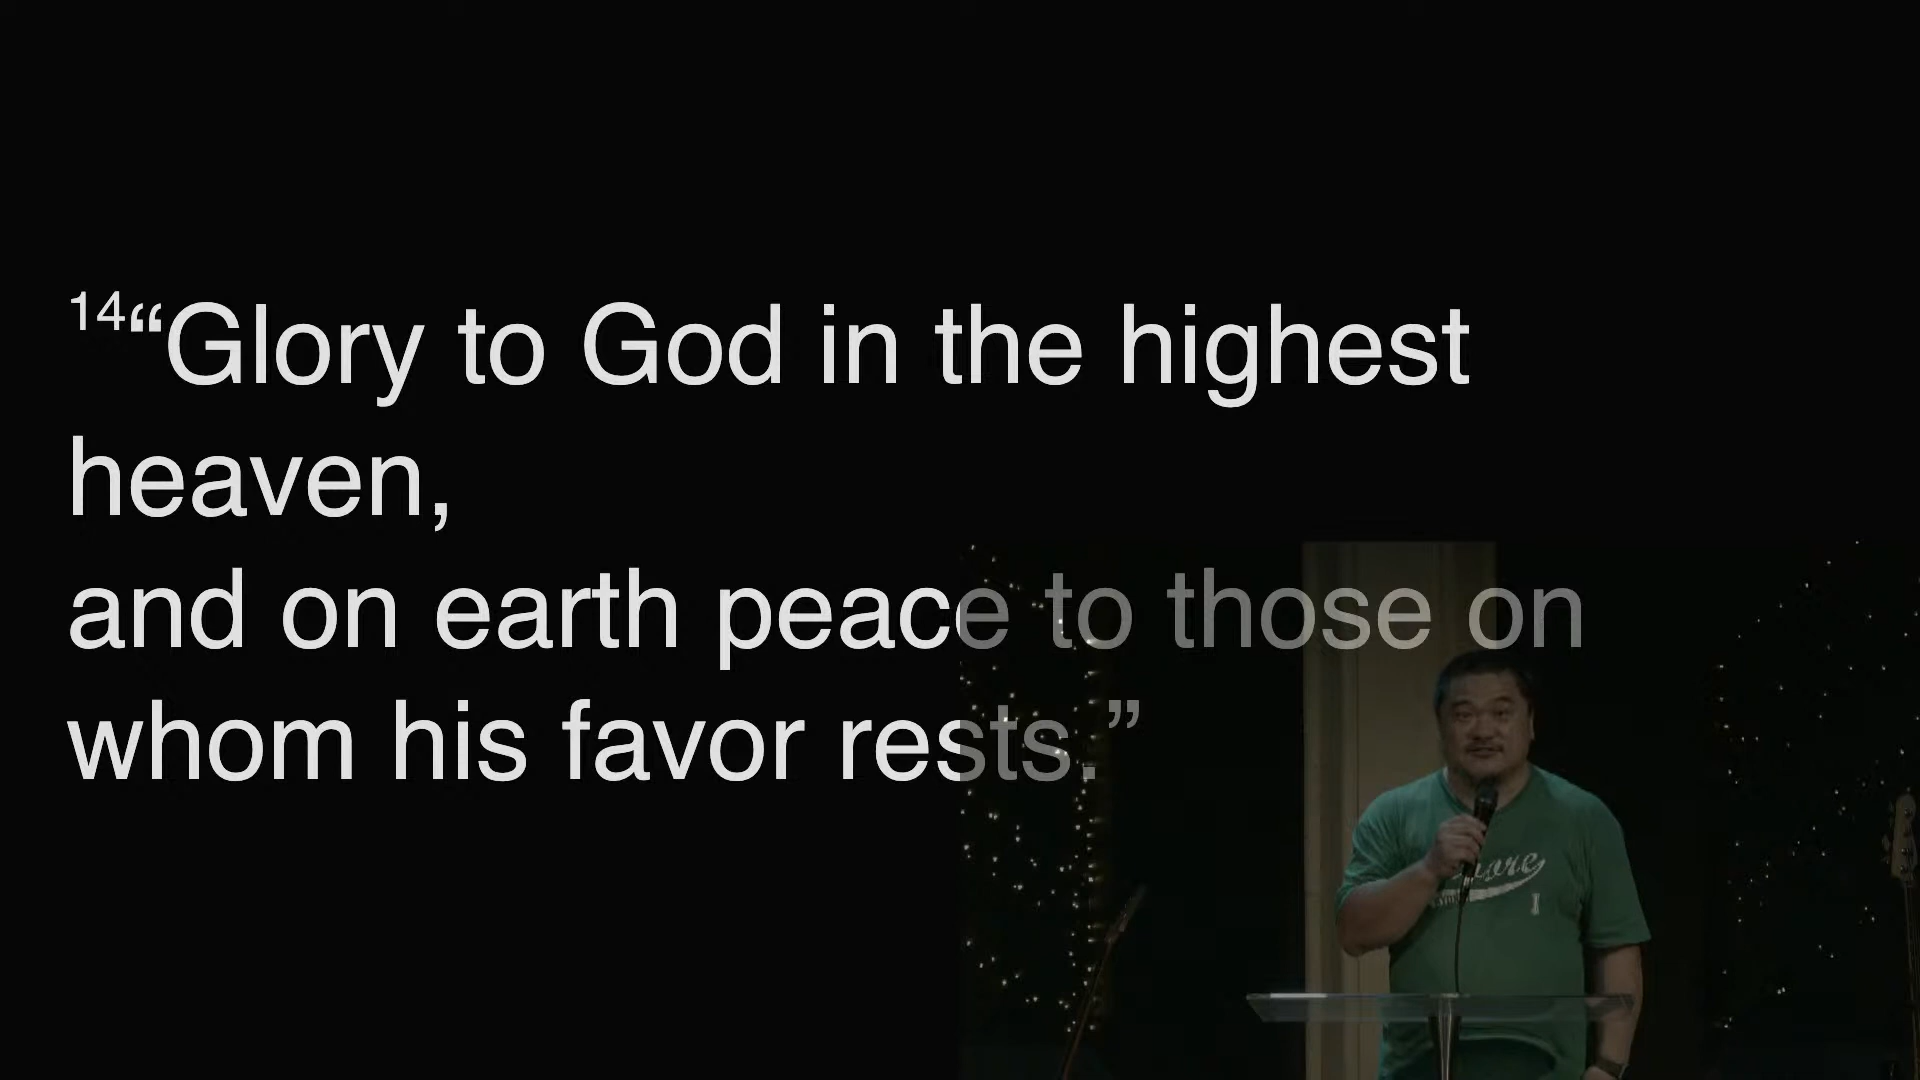 14“Glory to God in the highest
heaven,
and on earth peace to those on
whom his favor rests.”